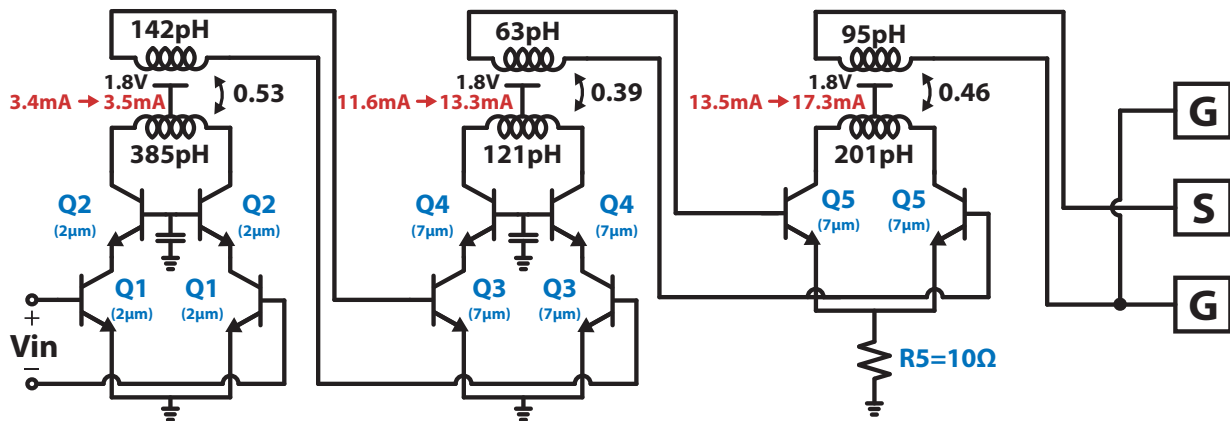 142pH
1.8V
3.4mA → 3.5mA
0.53
385pH
Q2
(2μm)
Q2
(2μm)
Q1
(2μm)
Q1
(2μm)
+
Vin
−
63pH
1.8V
11.6mA → 13.3mA
0.39
121pH
Q4
(7μm)
Q4
(7μm)
Q3
(7μm)
Q3
(7μm)
95pH
1.8V
13.5mA → 17.3mA
0.46
201pH
Q5
(7μm)
Q5
(7μm)
R5=10Ω
G
S
G